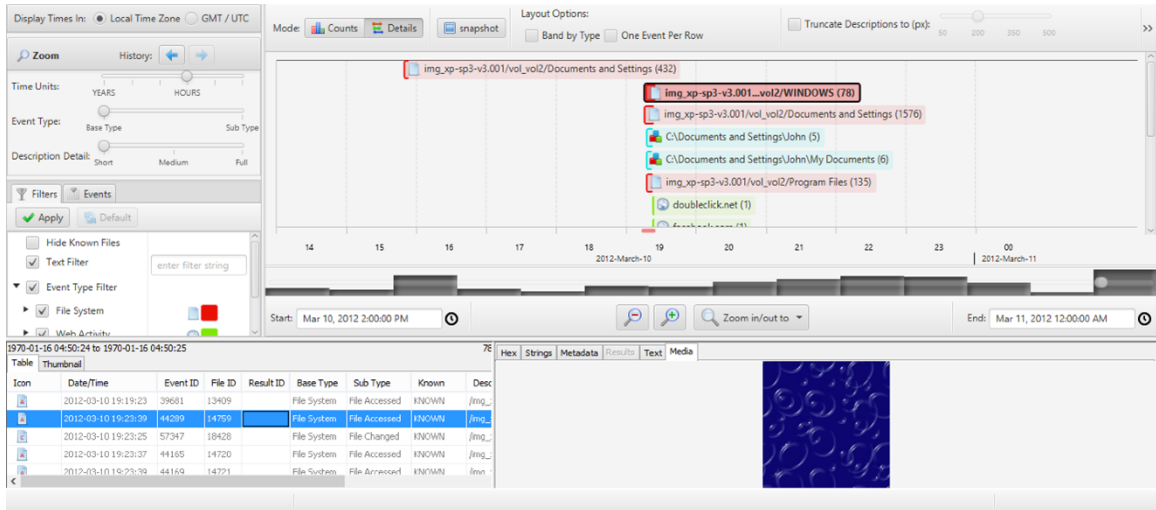 Display Times In: Local Time Zone GMT / UTC
Zoom History:
Time Units: YEARS HOURS
Event Type: Base Type Sub Type
Description Detail: Short Medium Full
Filters Events
Apply Default
Hide Known Files
Text Filter enter filter string
Event Type Filter
File System
Web Activity
Mode: Counts Details snapshot
Layout Options:
Band by Type One Event Per Row
Truncate Descriptions to (px):
50 200 350 500
>>
img_xp-sp3-v3.001/vol_vol2/Documents and Settings (432)
img_xp-sp3-v3.001...vol2/WINDOWS (78)
img_xp-sp3-v3.001/vol_vol2/Documents and Settings (1576)
C:\Documents and Settings\John (5)
C:\Documents and Settings\John\My Documents (6)
img_xp-sp3-v3.001/vol_vol2/Program Files (135)
doubleclick.net (1)
facebook.com (1)
14 15 16 17 18 19 20 21 22 23 00
2012-March-10 2012-March-11
Start: Mar 10, 2012 2:00:00 PM Zoom in/out to End: Mar 11, 2012 12:00:00 AM
1970-01-16 04:50:24 to 1970-01-16 04:50:25 78
Table Thumbnail
Icon Date/Time Event ID File ID Result ID Base Type Sub Type Known Desc
2012-03-10 19:19:23 39681 13409 File System File Accessed KNOWN /img_
2012-03-10 19:23:39 44289 14759 File System File Accessed KNOWN /img_
2012-03-10 19:23:25 57347 18428 File System File Changed KNOWN /img_
2012-03-10 19:23:37 44165 14720 File System File Accessed KNOWN /img_
2012-03-10 19:23:39 44169 14721 File System File Accessed KNOWN /img_
Hex Strings Metadata Results Text Media